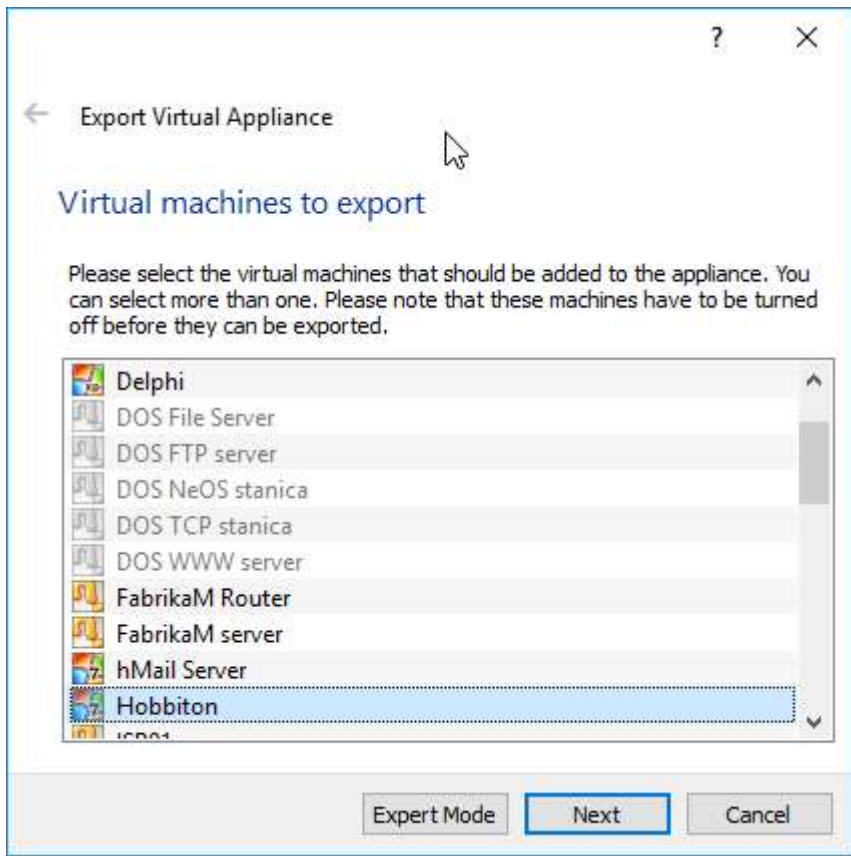 ?
Export Virtual Appliance
Virtual machines to export
Please select the virtual machines that should be added to the appliance. You
can select more than one. Please note that these machines have to be turned
off before they can be exported.
Delphi
DOS File Server
DOS FTP server
DOS NeOS stanica
DOS TCP stanica
DOS WWW server
FabrikaM Router
FabrikaM server
hMail Server
Hobbiton
Expert Mode
Next
Cancel